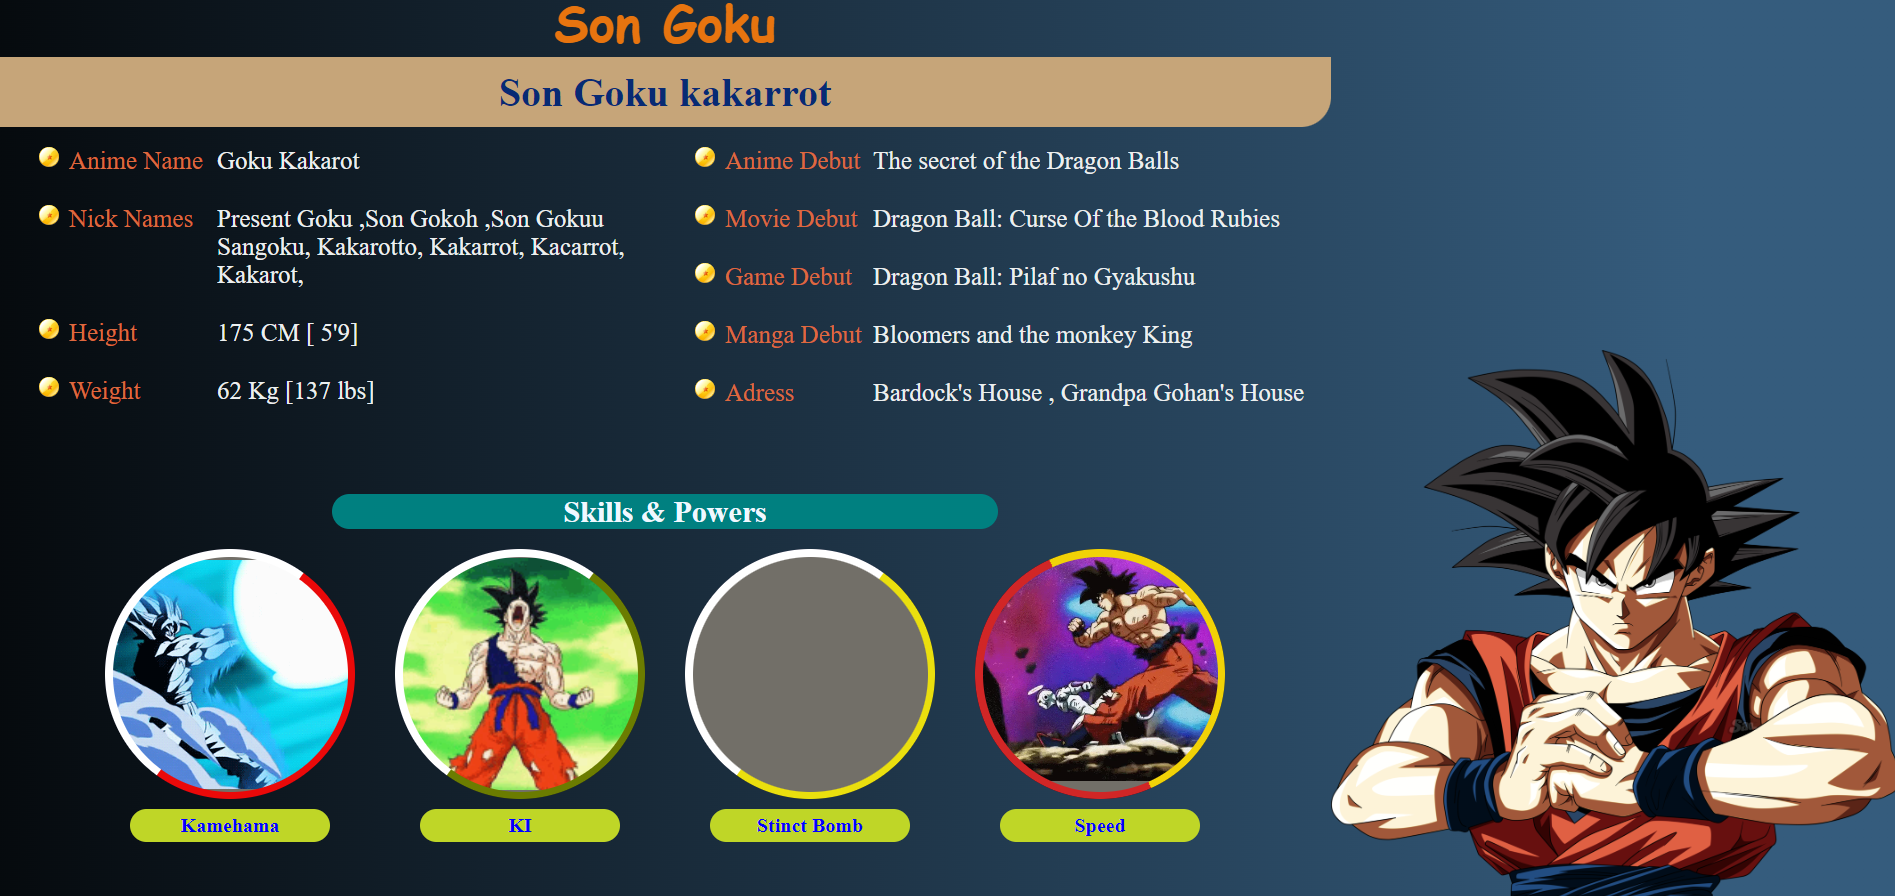 Son Goku
Son Goku kakarrot
Anime Name Goku Kakarot
Nick Names Present Goku ,Son Gokoh ,Son Gokuu
Sangoku, Kakarotto, Kakarrot, Kacarrot,
Kakarot,
Height 175 CM [ 5'9]
Weight 62 Kg [137 lbs]
Anime Debut The secret of the Dragon Balls
Movie Debut Dragon Ball: Curse Of the Blood Rubies
Game Debut Dragon Ball: Pilaf no Gyakushu
Manga Debut Bloomers and the monkey King
Adress Bardock's House , Grandpa Gohan's House
Skills & Powers
Kamehama
KI
Stinct Bomb
Speed